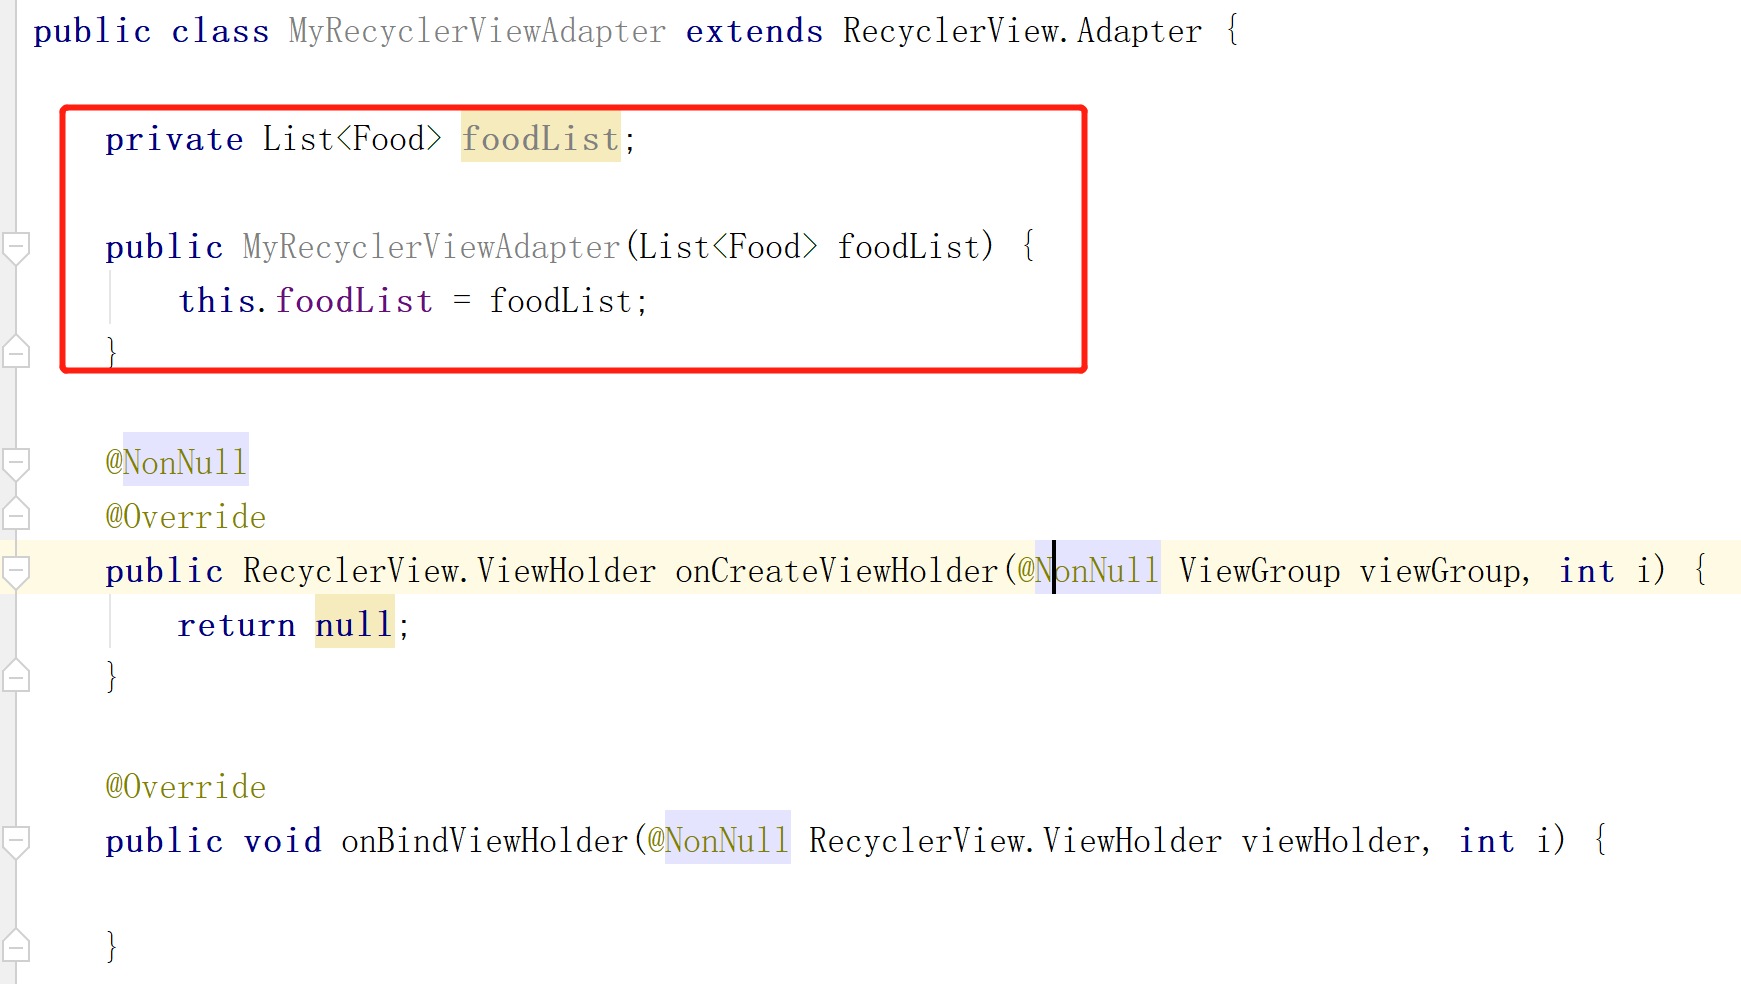 public class MyRecyclerViewAdapter extends RecyclerView.Adapter {
private List<Food> foodList;
public MyRecyclerViewAdapter(List<Food> foodList) {
this.foodList = foodList;
}
@NonNull
@Override
public RecyclerView.ViewHolder onCreateViewHolder(@NonNull ViewGroup viewGroup, int i) {
return null;
}
@Override
public void onBindViewHolder(@NonNull RecyclerView.ViewHolder viewHolder, int i) {
}